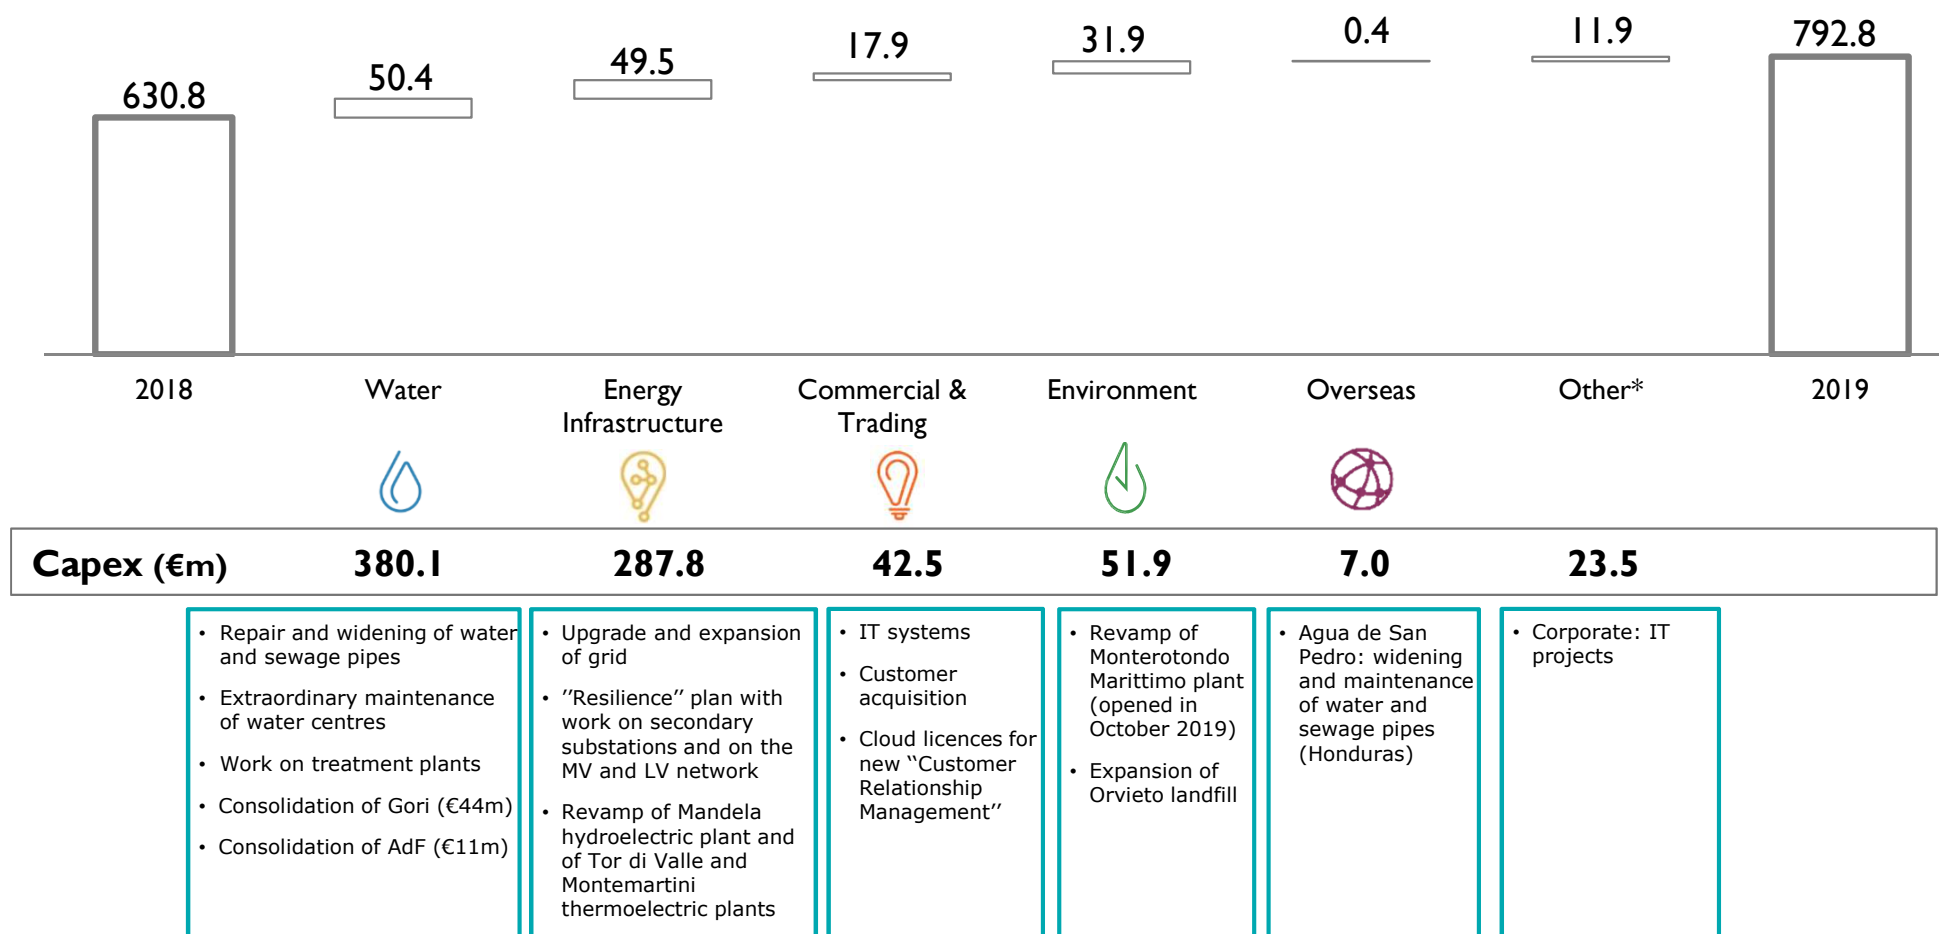 630.8
50.4
49.5
17.9
31.9
0.4
11.9
792.8
2018
Water
Energy
Infrastructure
Commercial &
Trading
Environment
Overseas
Other*
2019
Capex (€m)
380.1
287.8
42.5
51.9
7.0
23.5
• Repair and widening of water
and sewage pipes
• Extraordinary maintenance
of water centres
• Work on treatment plants
• Consolidation of Gori (€44m)
• Consolidation of AdF (€11m)
• Upgrade and expansion
of grid
• ”Resilience” plan with
work on secondary
substations and on the
MV and LV network
• Revamp of Mandela
hydroelectric plant and
of Tor di Valle and
Montemartini
thermoelectric plants
• IT systems
• Customer
acquisition
• Cloud licences for
new “Customer
Relationship
Management”
• Revamp of
Monterotondo
Marittimo plant
(opened in
October 2019)
• Expansion of
Orvieto landfill
• Agua de San
Pedro: widening
and maintenance
of water and
sewage pipes
(Honduras)
• Corporate: IT
projects